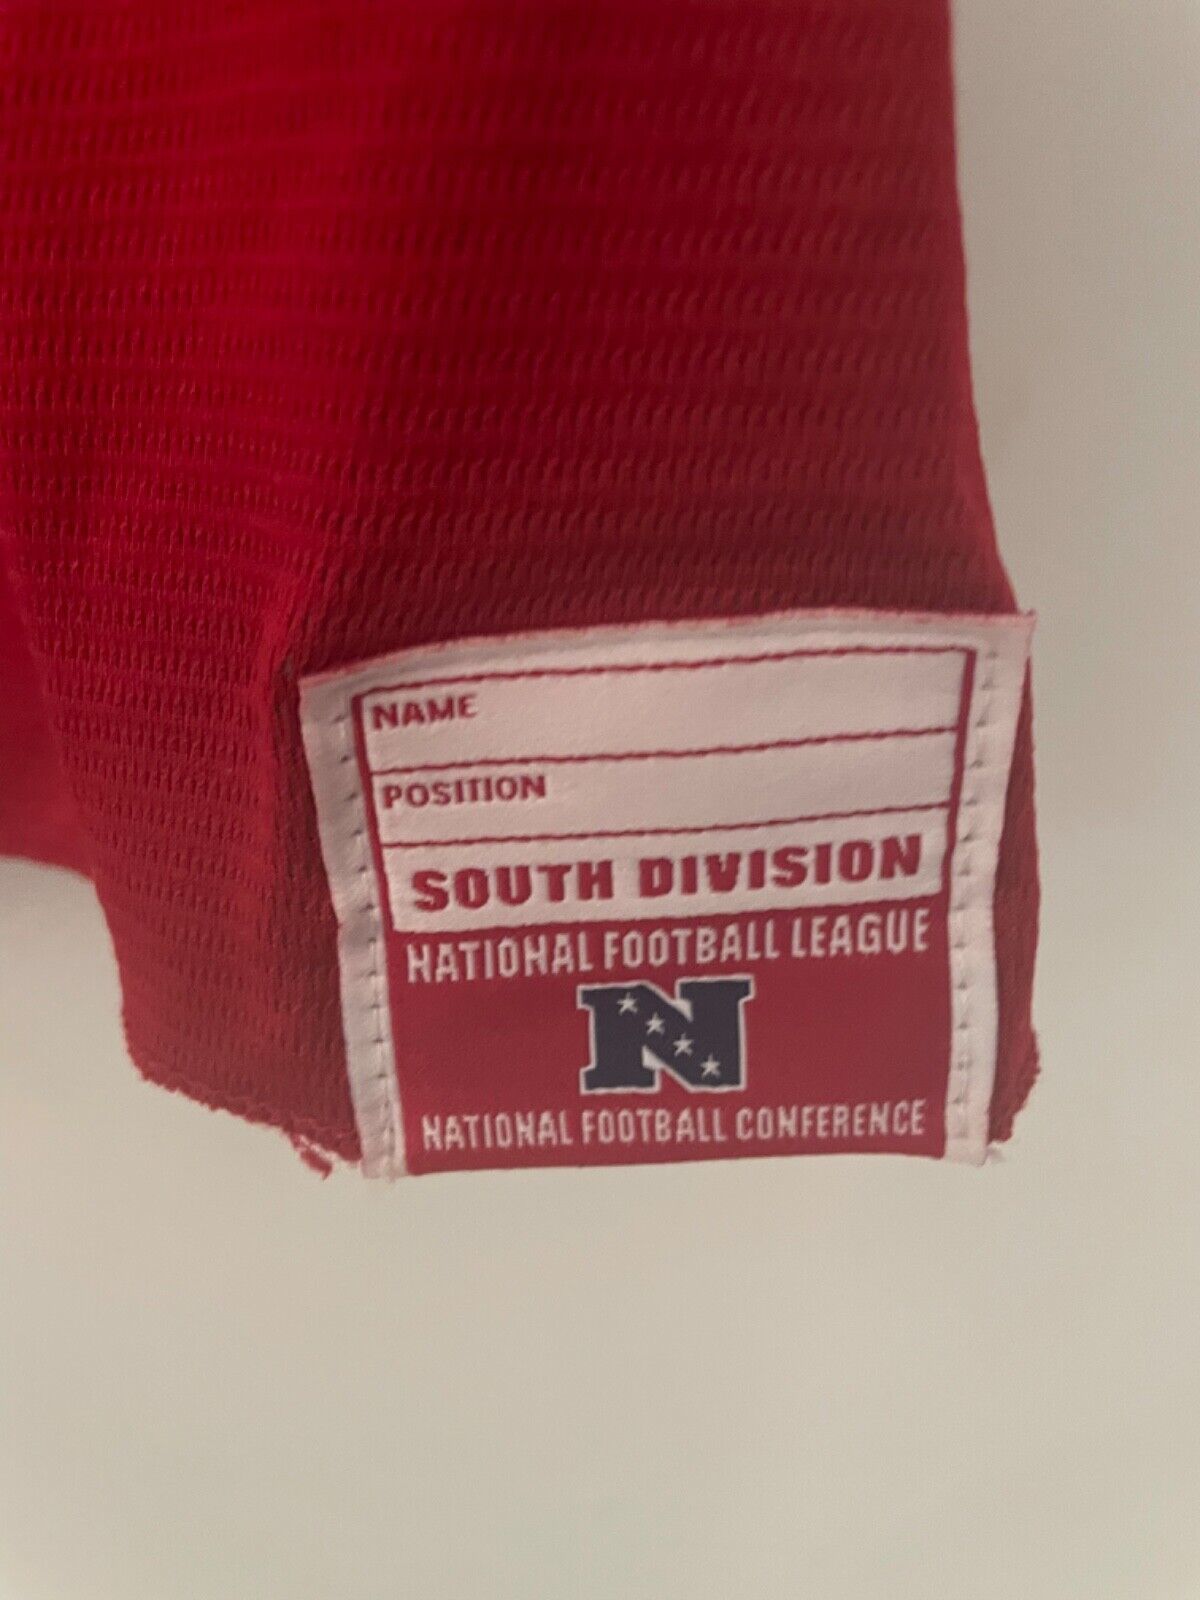 NAME
POSITION
SOUTH DIVISION
NATIONAL FOOTBALL LEAGUE
N
NATIONAL FOOTBALL CONFERENCE